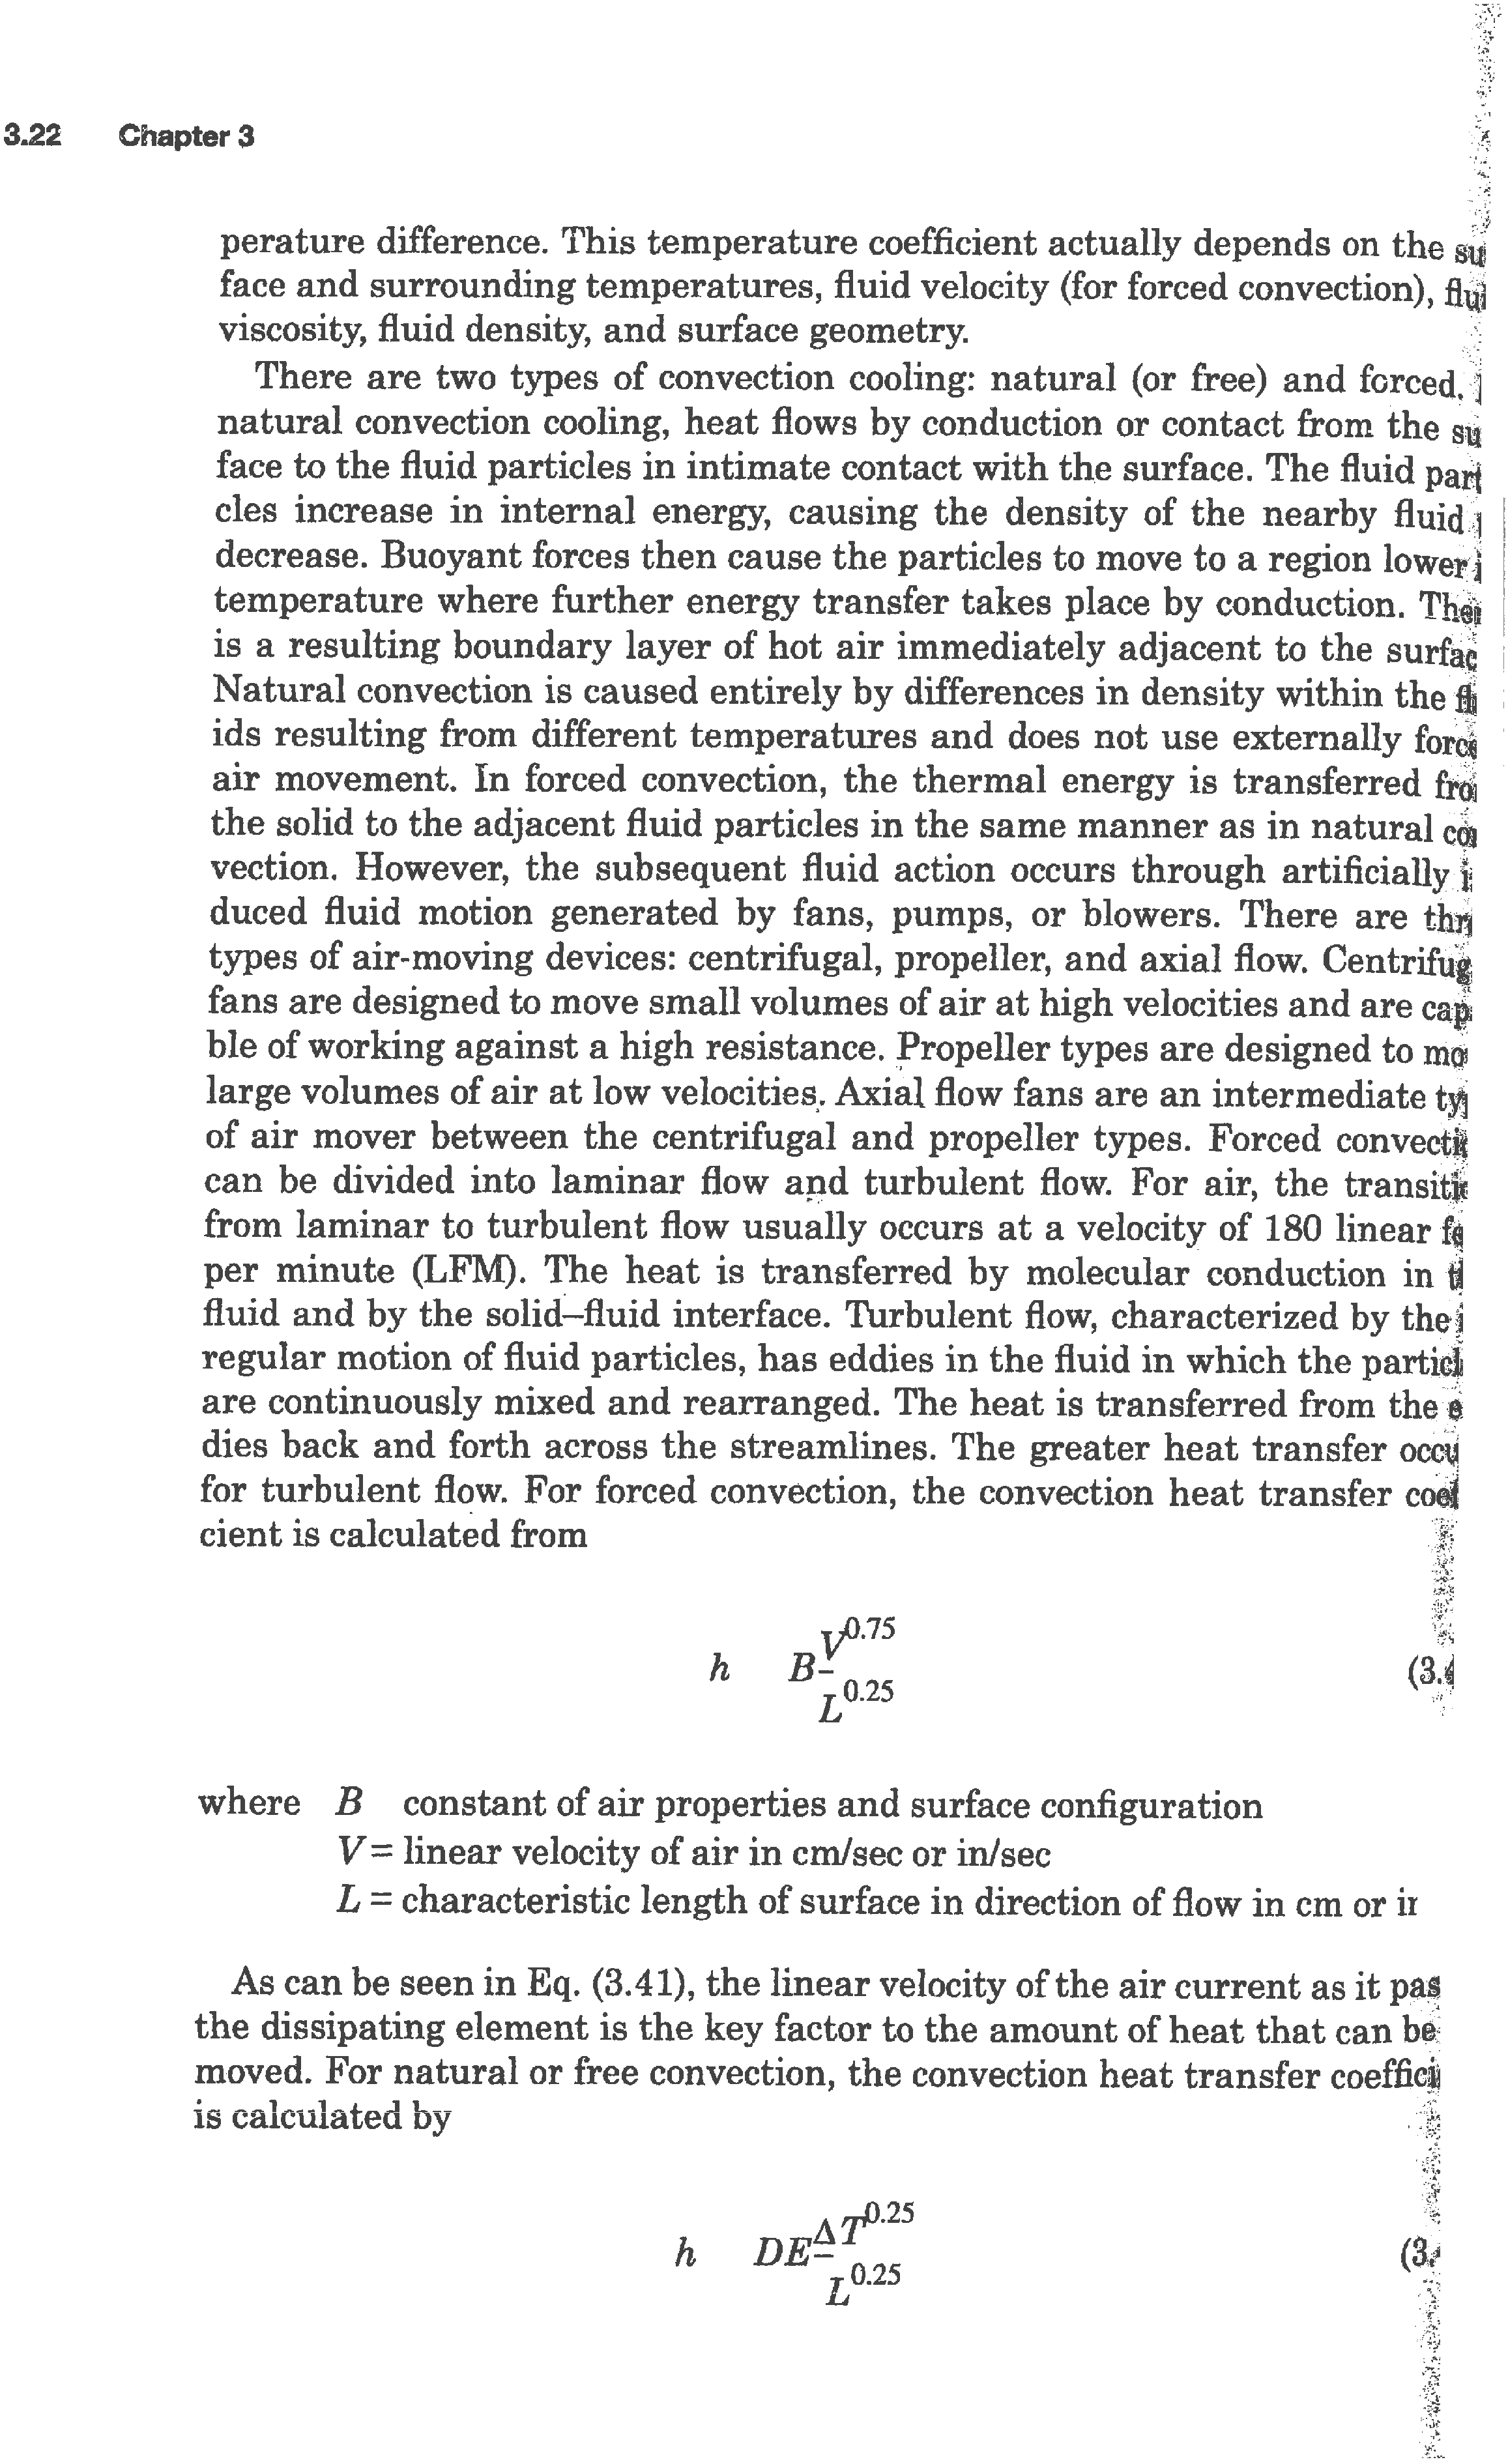 3.22 Chapter 3
perature difference. This temperature coefficient actually depends on the
face and surrounding temperatures, fluid velocity (for forced convection),
viscosity, fluid density, and surface geometry.
There are two types of convection cooling: natural (or free) and forced.
natural convection cooling, heat flows by conduction or contact from the
face to the fluid particles in intimate contact with the surface. The fluid
cles increase in internal energy, causing the density of the nearby fluid
decrease. Buoyant forces then cause the particles to move to a region lower
temperature where further energy transfer takes place by conduction.
is a resulting boundary layer of hot air immediately adjacent to the
Natural convection is caused entirely by differences in density within the
ids resulting from different temperatures and does not use externally
air movement. In forced convection, the thermal energy is transferred
the solid to the adjacent fluid particles in the same manner as in natural
vection. However, the subsequent fluid action occurs through artificially
duced fluid motion generated by fans, pumps, or blowers. There are
types of air-moving devices: centrifugal, propeller, and axial flow.
fans are designed to move small volumes of air at high velocities and are
ble of working against a high resistance. Propeller types are designed to
large volumes of air at low velocities. Axial flow fans are an intermediate
of air mover between the centrifugal and propeller types. Forced
can be divided into laminar flow and turbulent flow. For air, the
from laminar to turbulent flow usually occurs at a velocity of 180 linear
per minute (LFM). The heat is transferred by molecular conduction in
fluid and by the solid–fluid interface. Turbulent flow, characterized by the
regular motion of fluid particles, has eddies in the fluid in which the
are continuously mixed and rearranged. The heat is transferred from the
dies back and forth across the streamlines. The greater heat transfer
for turbulent flow. For forced convection, the convection heat transfer
cient is calculated from
h B V^0.75 / L^0.25
where B constant of air properties and surface configuration
V = linear velocity of air in cm/sec or in/sec
L = characteristic length of surface in direction of flow in cm or
As can be seen in Eq. (3.41), the linear velocity of the air current as it
the dissipating element is the key factor to the amount of heat that can be
moved. For natural or free convection, the convection heat transfer
is calculated by
h DE ΔT^0.25 / L^0.25